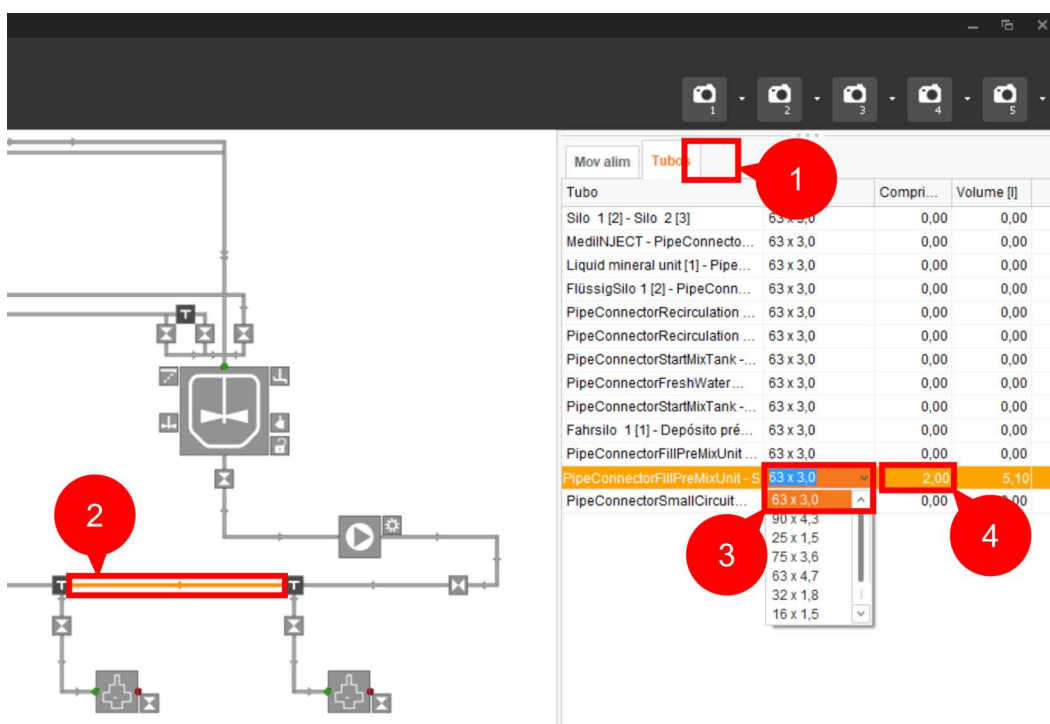 1 2 3 4 5
Mov alim Tubos
1
Tubo Compri... Volume [l]
Silo 1 [2] - Silo 2 [3] 63 x 3,0 0,00 0,00
MediINJECT - PipeConnecto... 63 x 3,0 0,00 0,00
Liquid mineral unit [1] - Pipe... 63 x 3,0 0,00 0,00
FlüssigSilo 1 [2] - PipeConn... 63 x 3,0 0,00 0,00
PipeConnectorRecirculation ... 63 x 3,0 0,00 0,00
PipeConnectorRecirculation ... 63 x 3,0 0,00 0,00
PipeConnectorStartMixTank -... 63 x 3,0 0,00 0,00
PipeConnectorFreshWater... 63 x 3,0 0,00 0,00
PipeConnectorStartMixTank -... 63 x 3,0 0,00 0,00
Fahrsilo 1 [1] - Depósito pré... 63 x 3,0 0,00 0,00
PipeConnectorFillPreMixUnit ... 63 x 3,0 0,00 0,00
PipeConnectorFillPreMixUnit - S 63 x 3,0 2,00 5,10
PipeConnectorSmallCircuit... 63 x 3,0 0,00 0,00
90 x 4,3
25 x 1,5
75 x 3,6
63 x 4,7
32 x 1,8
16 x 1,5
2
3
4
T
T
T